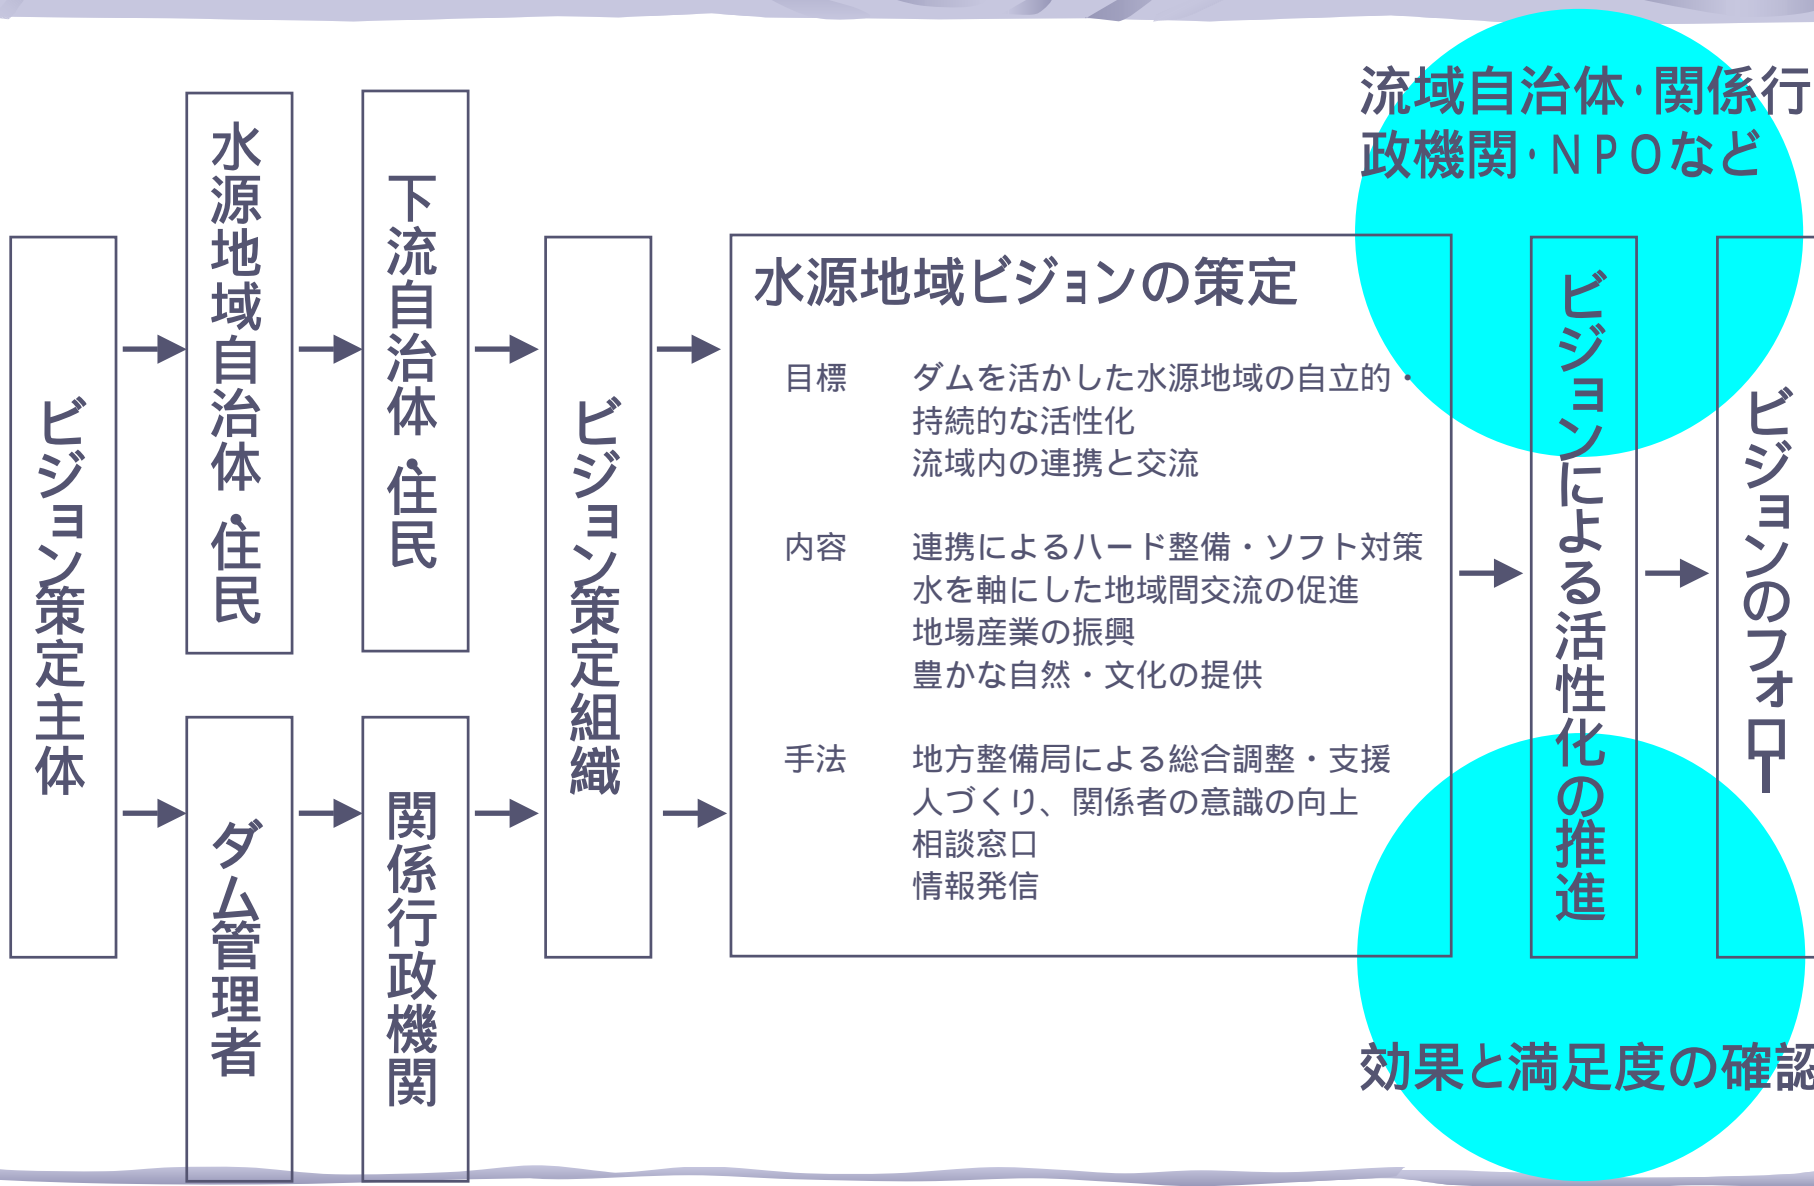 ビジョン策定主体
水源地域自治体・住民
ダム管理者
下流自治体・住民
関係行政機関
ビジョン策定組織
水源地域ビジョンの策定
目標 ダムを活かした水源地域の自立的・
持続的な活性化
流域内の連携と交流
内容 連携によるハード整備・ソフト対策
水を軸にした地域間交流の促進
地場産業の振興
豊かな自然・文化の提供
手法 地方整備局による総合調整・支援
人づくり、関係者の意識の向上
相談窓口
情報発信
流域自治体・関係行
政機関・NPOなど
ビジョンによる活性化の推進
ビジョンのフォロー
効果と満足度の確認